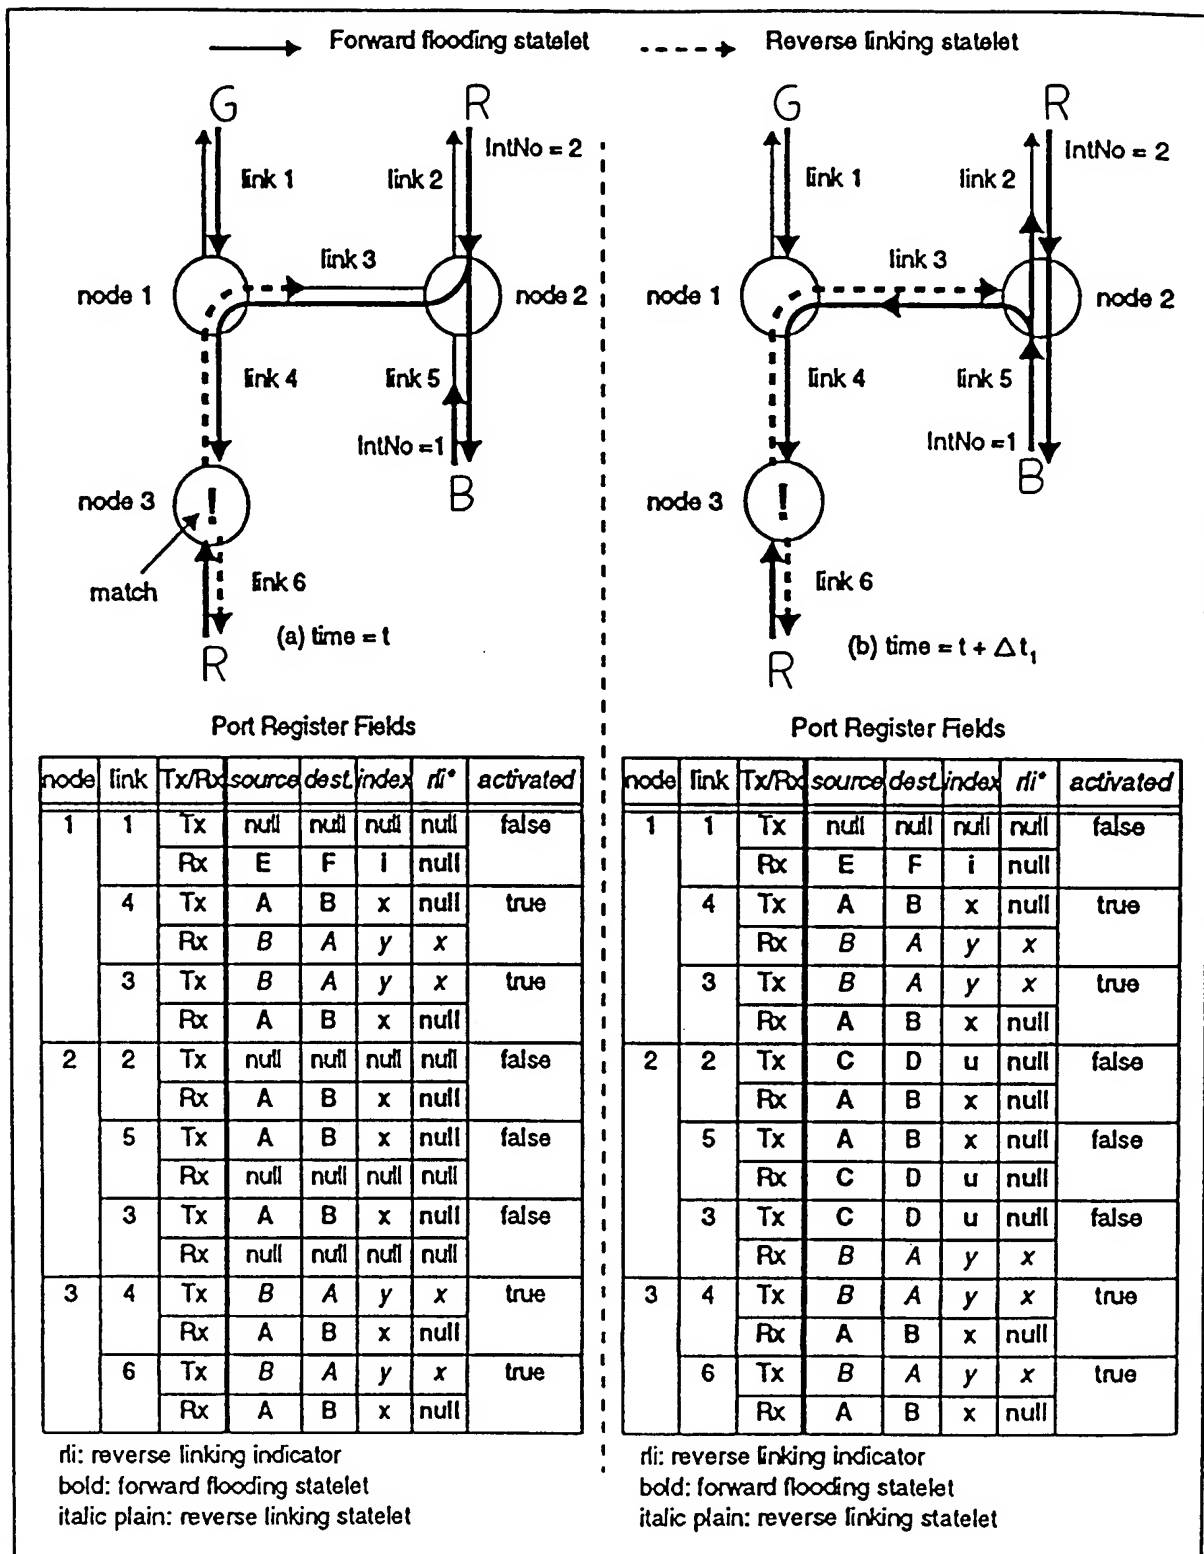 Forward flooding statelet
Reverse linking statelet
G
R
IntNo = 2
link 1
link 2
link 3
node 1
node 2
link 4
link 5
IntNo =1
node 3
!
B
match
link 6
(a) time = t
R
G
R
IntNo = 2
link 1
link 2
link 3
node 1
node 2
link 4
link 5
IntNo =1
node 3
!
B
link 6
(b) time = t + Δt₁
R
Port Register Fields
node link Tx/Rx source dest. index rli* activated
1 1 Tx null null null null false
Rx E F i null
4 Tx A B x null true
Rx B A y x
3 Tx B A y x true
Rx A B x null
2 2 Tx null null null null false
Rx A B x null
5 Tx A B x null false
Rx null null null null
3 Tx A B x null false
Rx null null null null
3 4 Tx B A y x true
Rx A B x null
6 Tx B A y x true
Rx A B x null
rli: reverse linking indicator
bold: forward flooding statelet
italic plain: reverse linking statelet
Port Register Fields
node link Tx/Rx source dest. index rli* activated
1 1 Tx null null null null false
Rx E F i null
4 Tx A B x null true
Rx B A y x
3 Tx B A y x true
Rx A B x null
2 2 Tx C D u null false
Rx A B x null
5 Tx A B x null false
Rx C D u null
3 Tx C D u null false
Rx B A y x
3 4 Tx B A y x true
Rx A B x null
6 Tx B A y x true
Rx A B x null
rli: reverse linking indicator
bold: forward flooding statelet
italic plain: reverse linking statelet